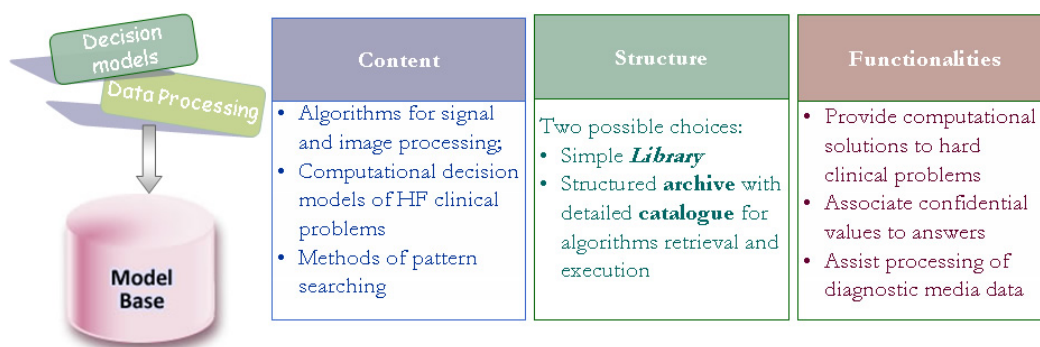 Decision
models
Data Processing
Model
Base
Content
• Algorithms for signal
and image processing;
• Computational decision
models of HF clinical
problems
• Methods of pattern
searching
Structure
Two possible choices:
• Simple Library
• Structured archive with
detailed catalogue for
algorithms retrieval and
execution
Functionalities
• Provide computational
solutions to hard
clinical problems
• Associate confidential
values to answers
• Assist processing of
diagnostic media data